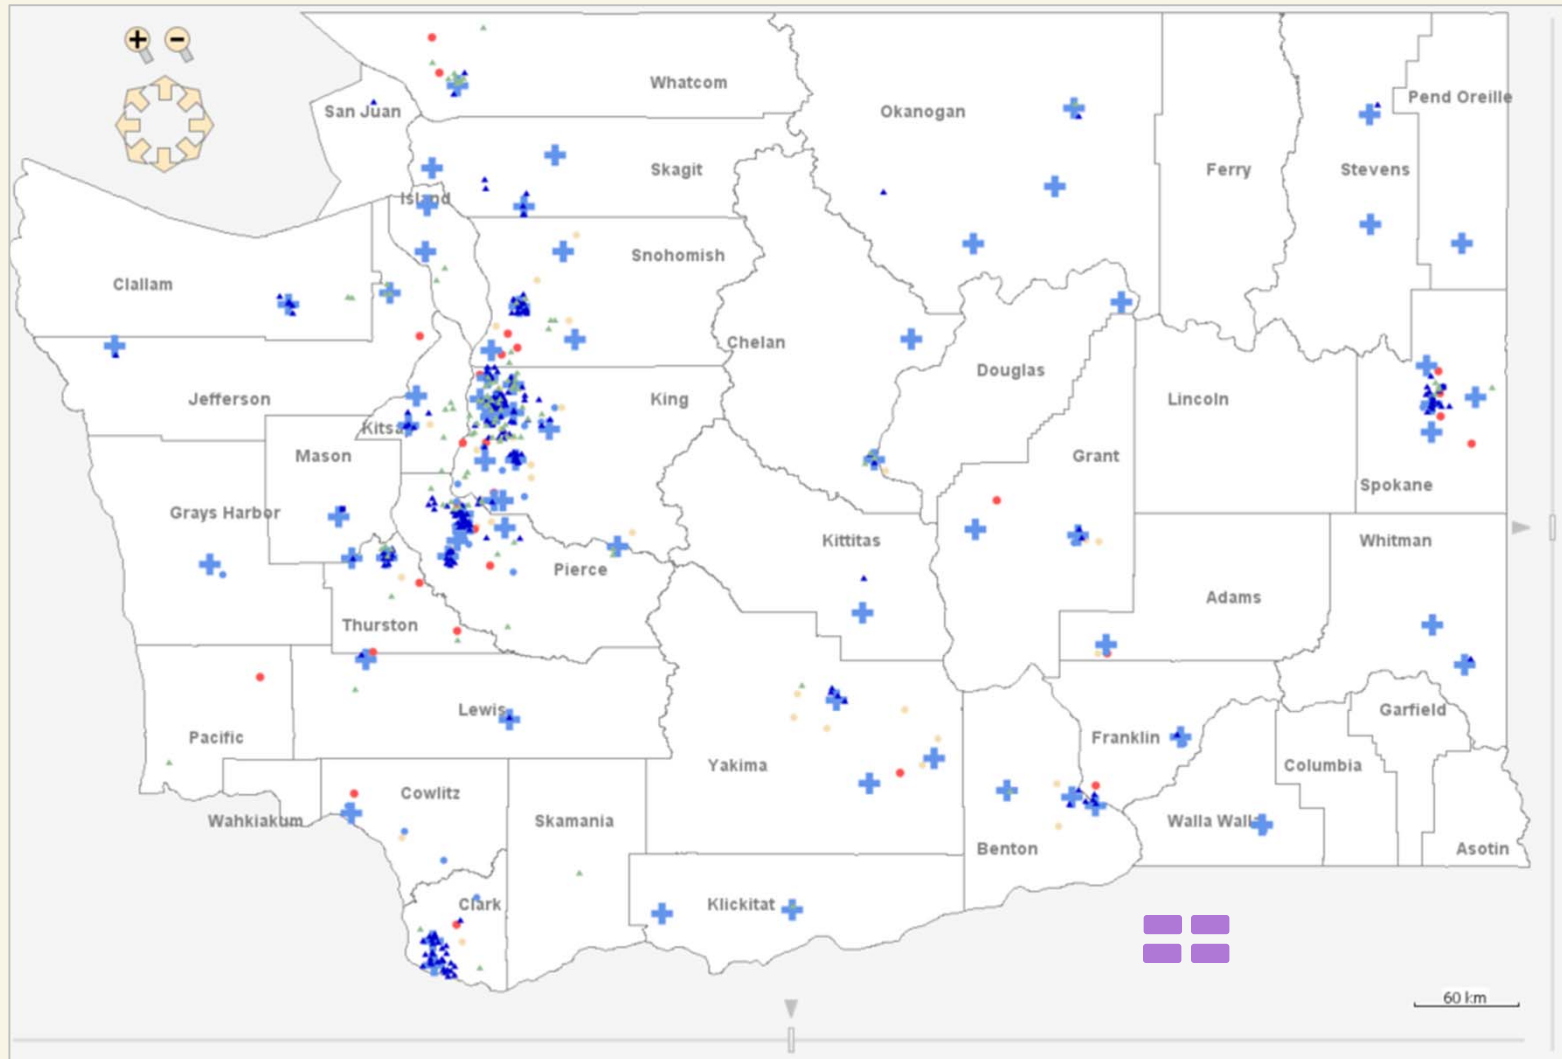 Whatcom
Pend Oreille
San Juan
Okanogan
Skagit
Ferry
Stevens
Island
Snohomish
Clallam
Chelan
Douglas
Jefferson
King
Lincoln
Kitsa
Mason
Grant
Spokane
Grays Harbor
Kittitas
Whitman
Pierce
Adams
Thurston
Lewis
Garfield
Pacific
Franklin
Yakima
Columbia
Cowlitz
Wahkiakum
Skamania
Walla Walla
Benton
Asotin
Clark
Klickitat
60 km